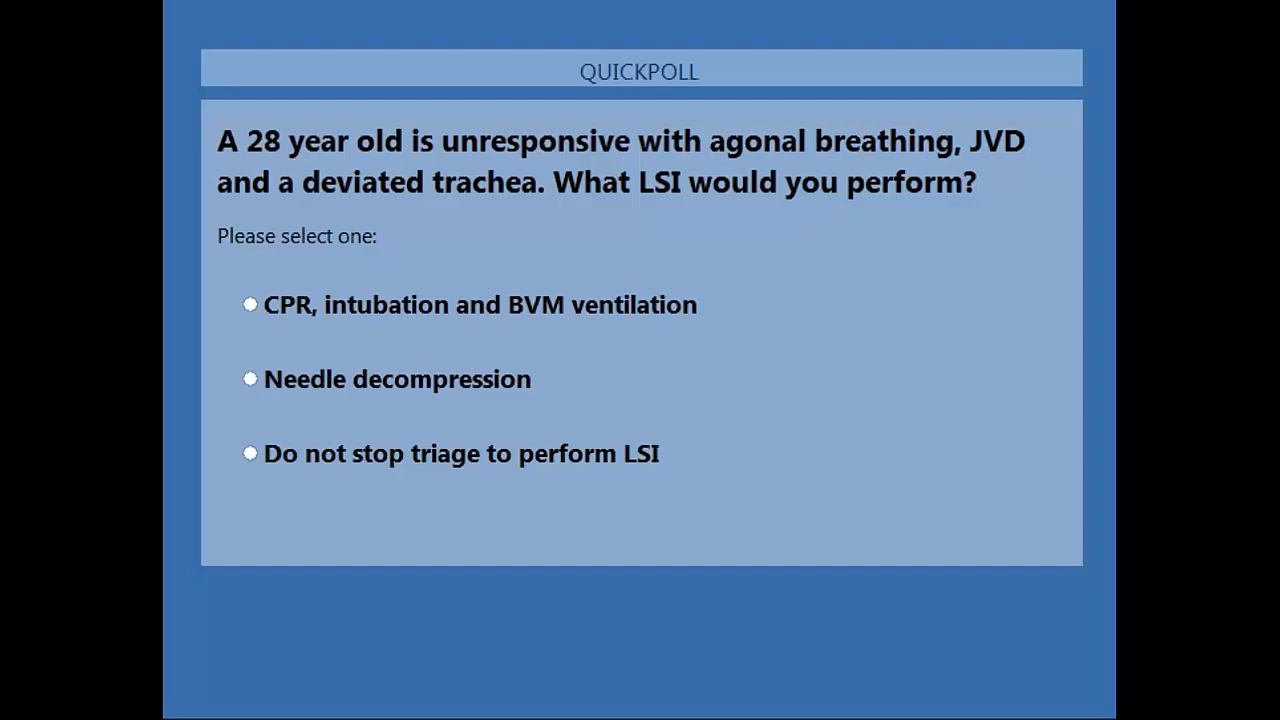 QUICKPOLL
A 28 year old is unresponsive with agonal breathing, JVD
and a deviated trachea. What LSI would you perform?
Please select one:
CPR, intubation and BVM ventilation
Needle decompression
Do not stop triage to perform LSI